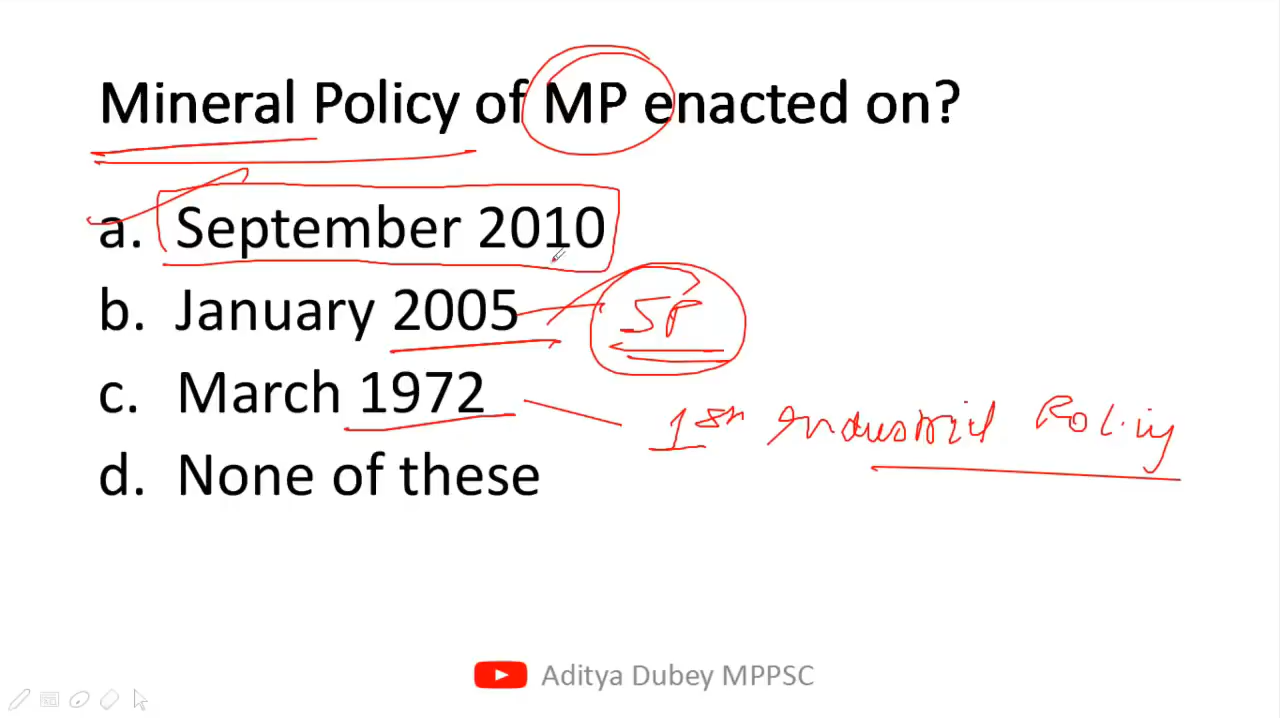 Mineral Policy of MP enacted on?
a. September 2010
b. January 2005
SP
c. March 1972
1st Industrial Policy
d. None of these
Aditya Dubey MPPSC